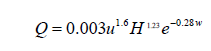 Q = 0.003u^{1.6} H^{1.23} e^{-0.28w}